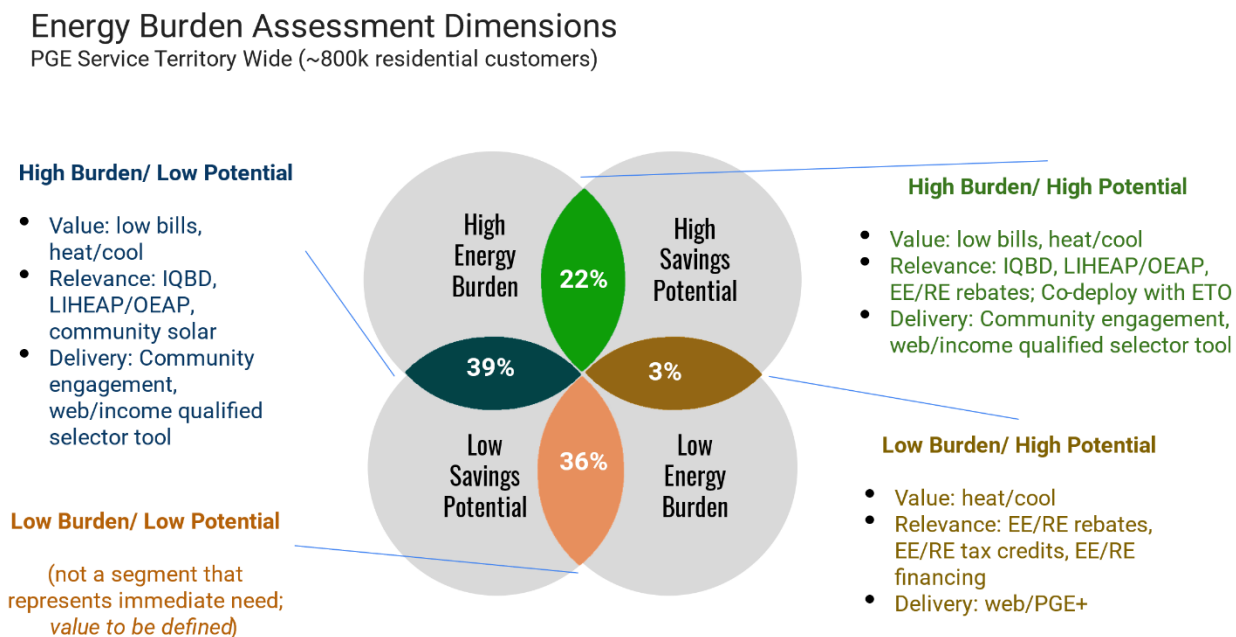 Energy Burden Assessment Dimensions
PGE Service Territory Wide (~800k residential customers)
High Burden/ Low Potential
• Value: low bills,
heat/cool
• Relevance: IQBD,
LIHEAP/OEAP,
community solar
• Delivery: Community
engagement,
web/income qualified
selector tool
Low Burden/ Low Potential
(not a segment that
represents immediate need;
value to be defined)
High
Energy
Burden
22%
High
Savings
Potential
39%
3%
Low
Savings
Potential
36%
Low
Energy
Burden
High Burden/ High Potential
• Value: low bills, heat/cool
• Relevance: IQBD, LIHEAP/OEAP,
EE/RE rebates; Co-deploy with ETO
• Delivery: Community engagement,
web/income qualified selector tool
Low Burden/ High Potential
• Value: heat/cool
• Relevance: EE/RE rebates,
EE/RE tax credits, EE/RE
financing
• Delivery: web/PGE+